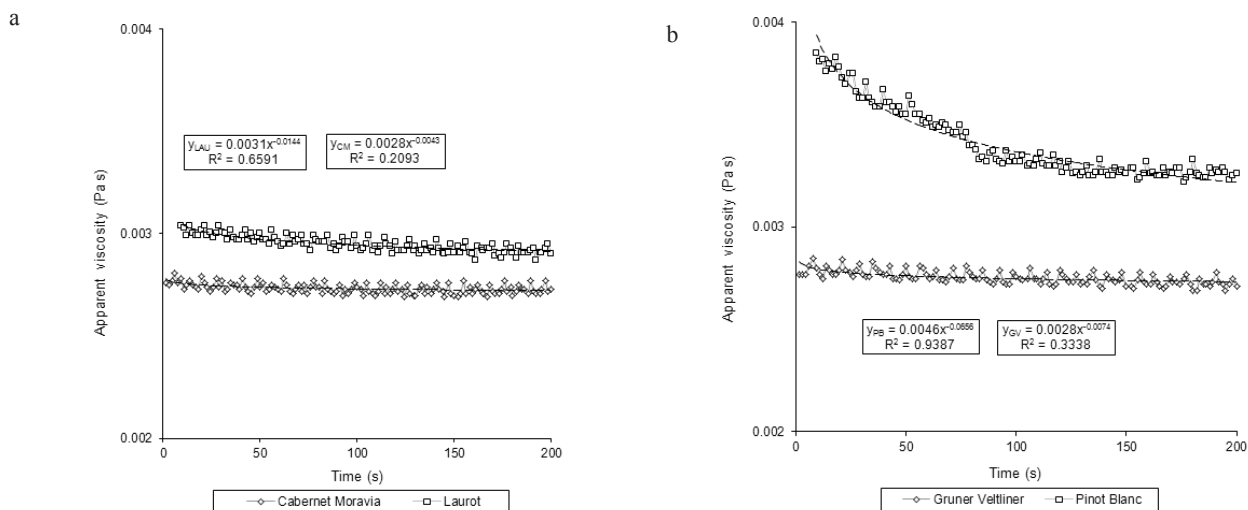 a
0.004
0.003
0.002
Apparent viscosity (Pa s)
y_LAU = 0.0031x^-0.0144
R² = 0.6591
y_CM = 0.0028x^-0.0043
R² = 0.2093
0
50
100
150
200
Time (s)
Cabernet Moravia
Laurot
b
0.004
0.003
0.002
Apparent viscosity (Pa s)
y_PB = 0.0046x^-0.0656
R² = 0.9387
y_GV = 0.0028x^-0.0074
R² = 0.3338
0
50
100
150
200
Time (s)
Gruner Veltliner
Pinot Blanc